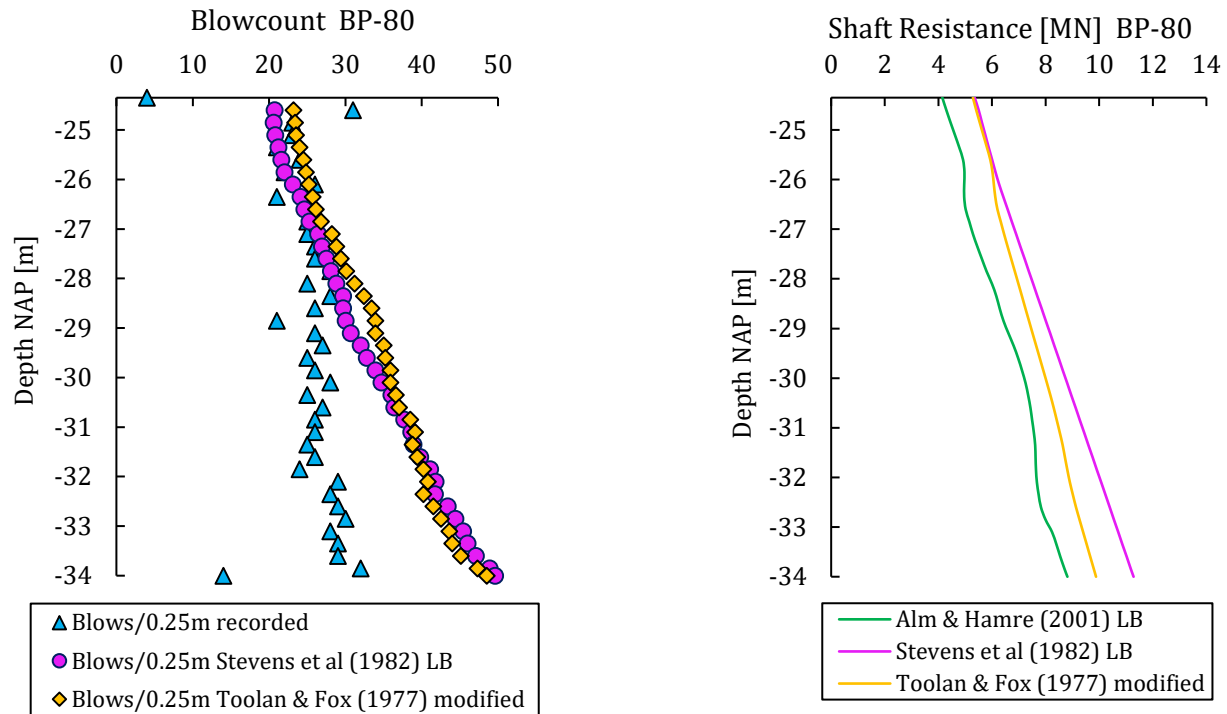 Blowcount BP-80
0 10 20 30 40 50
-25
-26
-27
-28
-29
-30
-31
-32
-33
-34
Depth NAP [m]
Blows/0.25m recorded
Blows/0.25m Stevens et al (1982) LB
Blows/0.25m Toolan & Fox (1977) modified
Shaft Resistance [MN] BP-80
0 2 4 6 8 10 12 14
-25
-26
-27
-28
-29
-30
-31
-32
-33
-34
Depth NAP [m]
Alm & Hamre (2001) LB
Stevens et al (1982) LB
Toolan & Fox (1977) modified